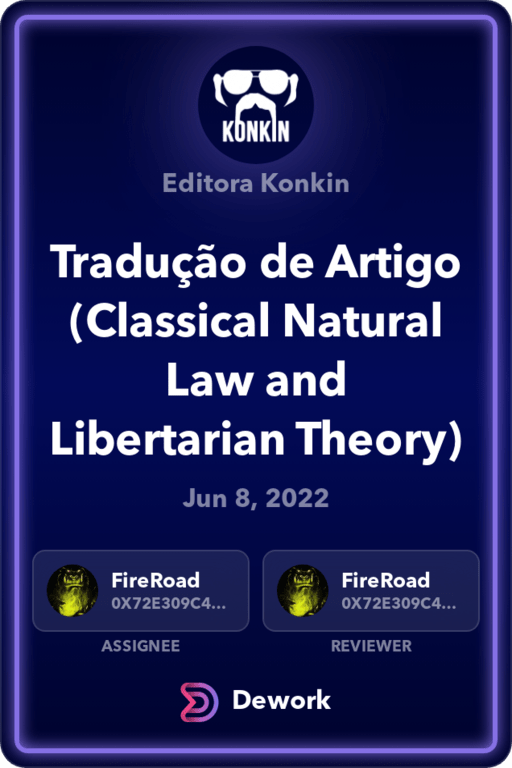 KONKIN
Editora Konkin
Tradução de Artigo
(Classical Natural
Law and
Libertarian Theory)
Jun 8, 2022
FireRoad
0X72E309C4...
ASSIGNEE
FireRoad
0X72E309C4...
REVIEWER
Dework